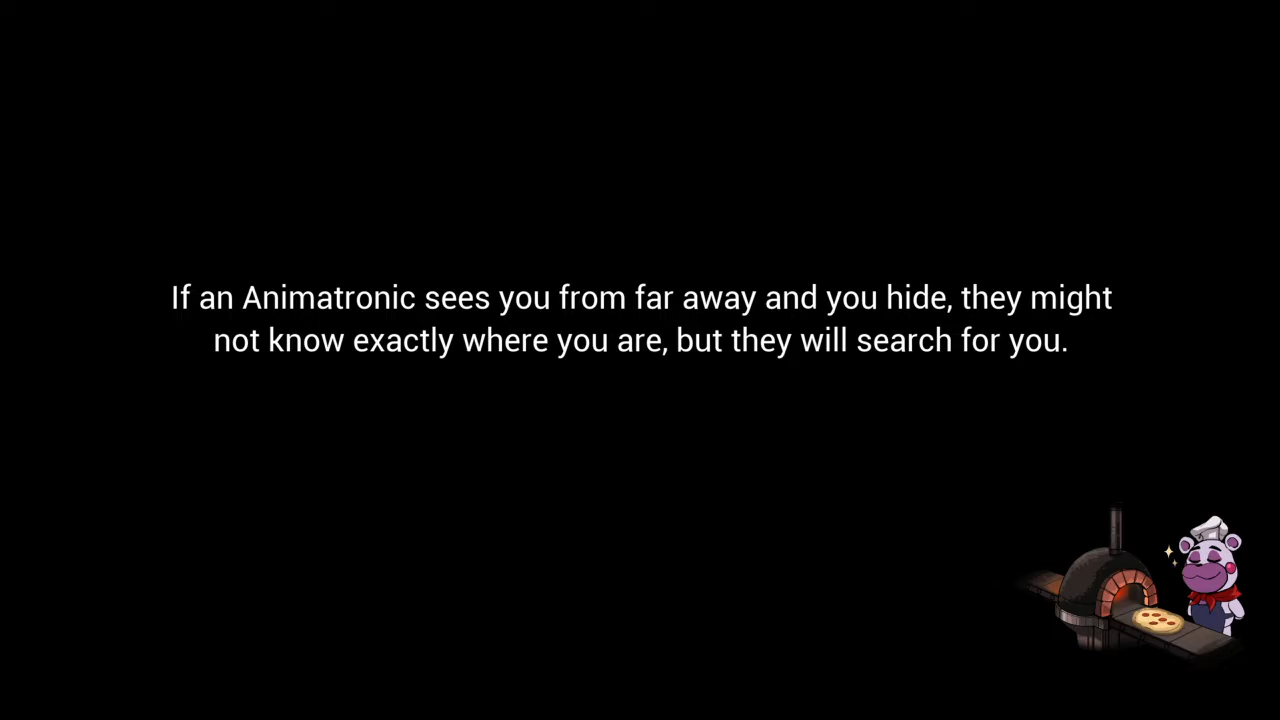 If an Animatronic sees you from far away and you hide, they might
not know exactly where you are, but they will search for you.